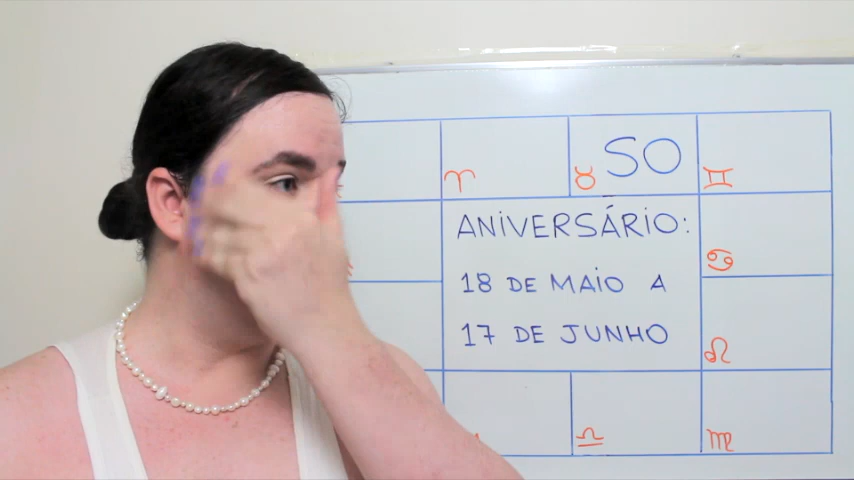 ♈ ♉ SO ♊
ANIVERSÁRIO:
♋
18 DE MAIO A
17 DE JUNHO
♌
♎ ♏